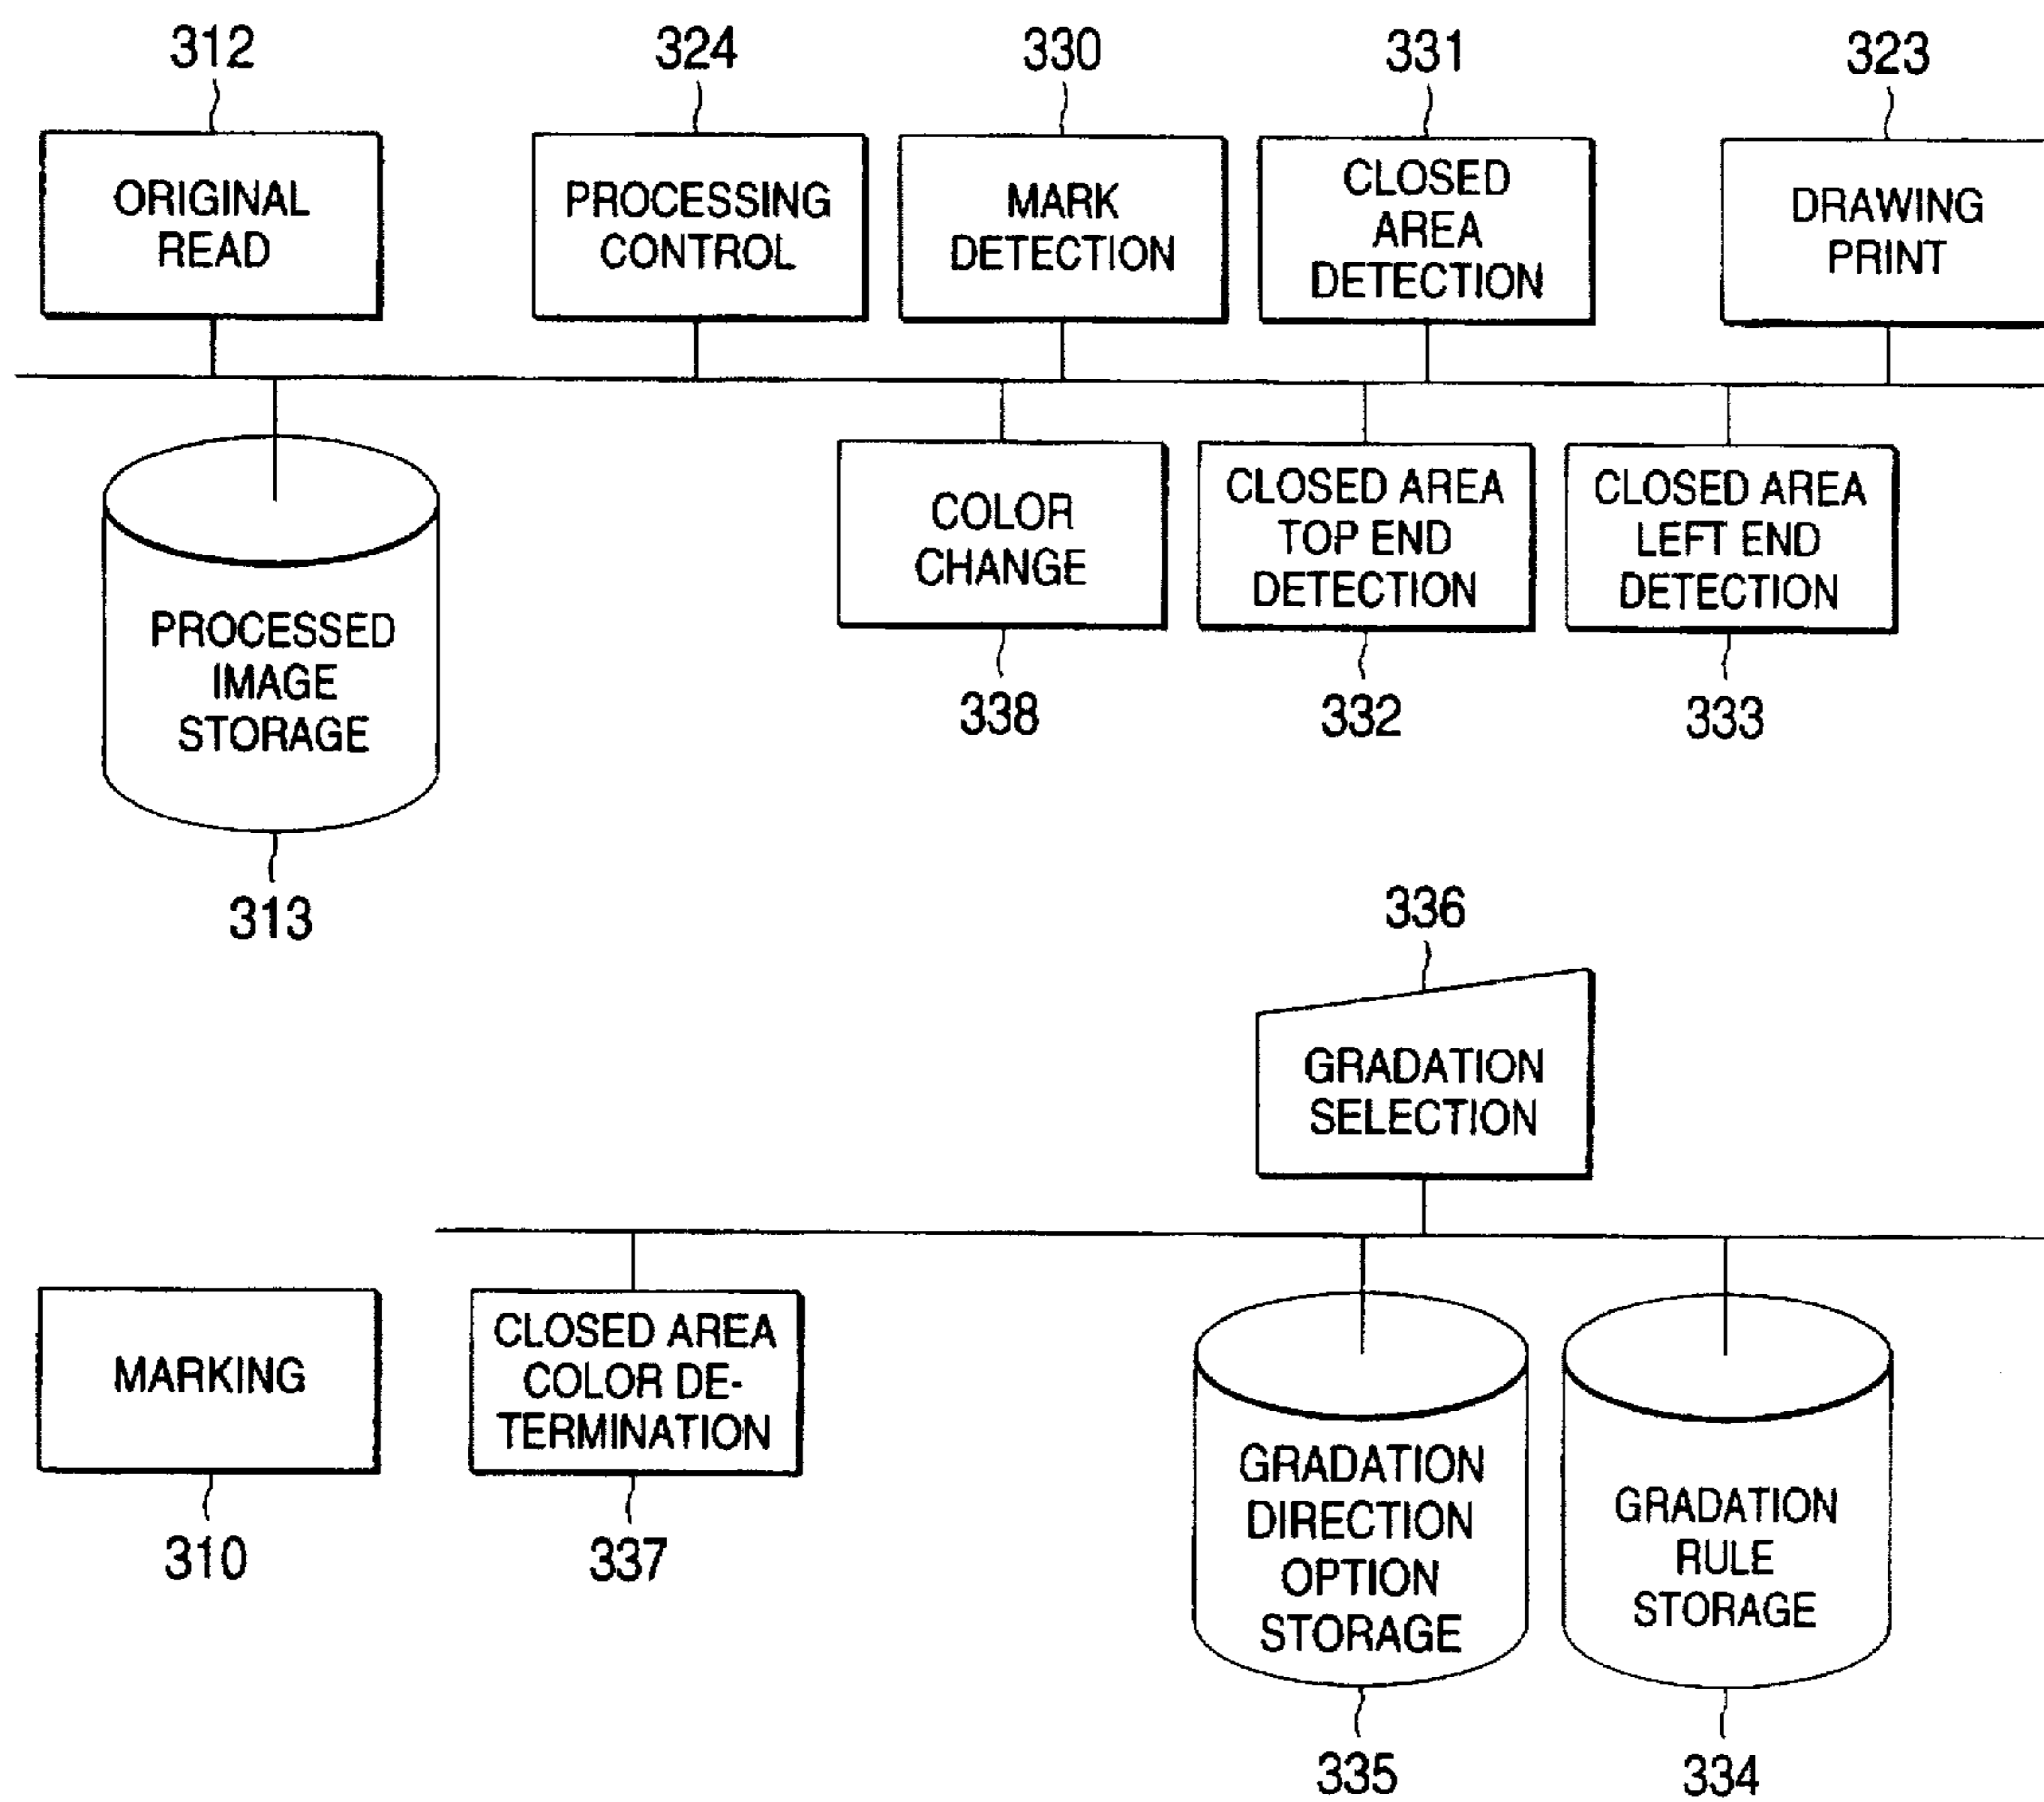 312
324
330
331
323
ORIGINAL
READ
PROCESSING
CONTROL
MARK
DETECTION
CLOSED
AREA
DETECTION
DRAWING
PRINT
PROCESSED
IMAGE
STORAGE
313
COLOR
CHANGE
338
CLOSED AREA
TOP END
DETECTION
332
CLOSED AREA
LEFT END
DETECTION
333
336
GRADATION
SELECTION
MARKING
310
CLOSED AREA
COLOR DE-
TERMINATION
337
GRADATION
DIRECTION
OPTION
STORAGE
335
GRADATION
RULE
STORAGE
334